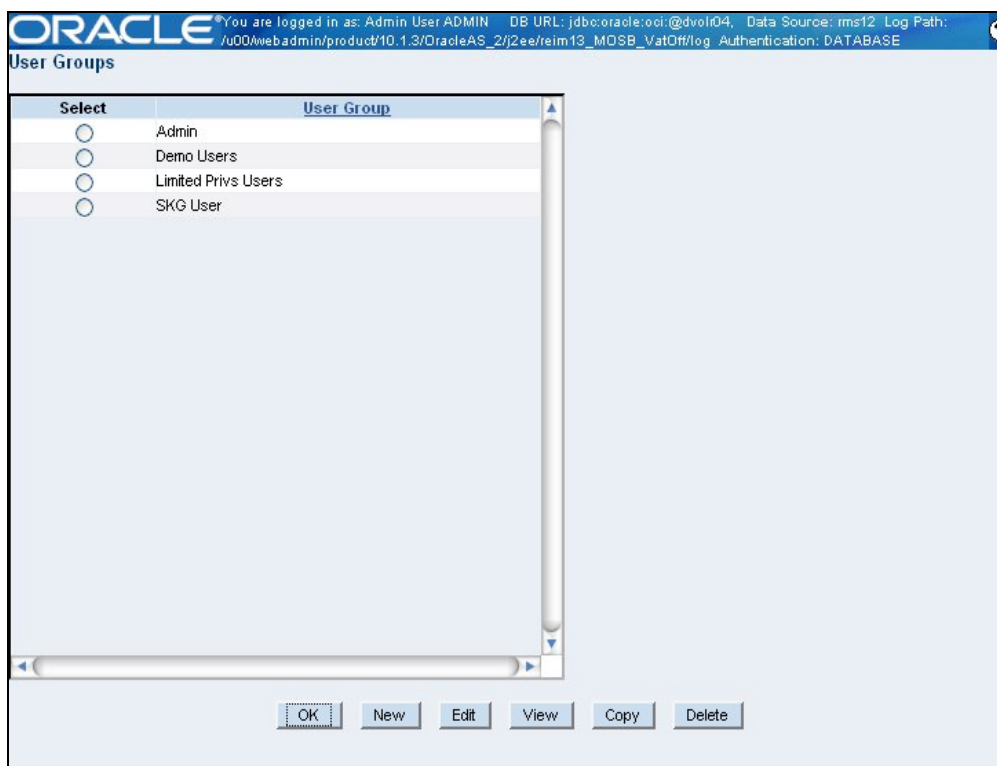 ORACLE® You are logged in as: Admin User ADMIN DB URL: jdbc:oracle:oci:@dvolr04, Data Source: rms12 Log Path:
/u00/webadmin/product/10.1.3/OracleAS_2/j2ee/reim13_MOSB_VatOff/log Authentication: DATABASE
User Groups
Select User Group
Admin
Demo Users
Limited Privs Users
SKG User
OK New Edit View Copy Delete